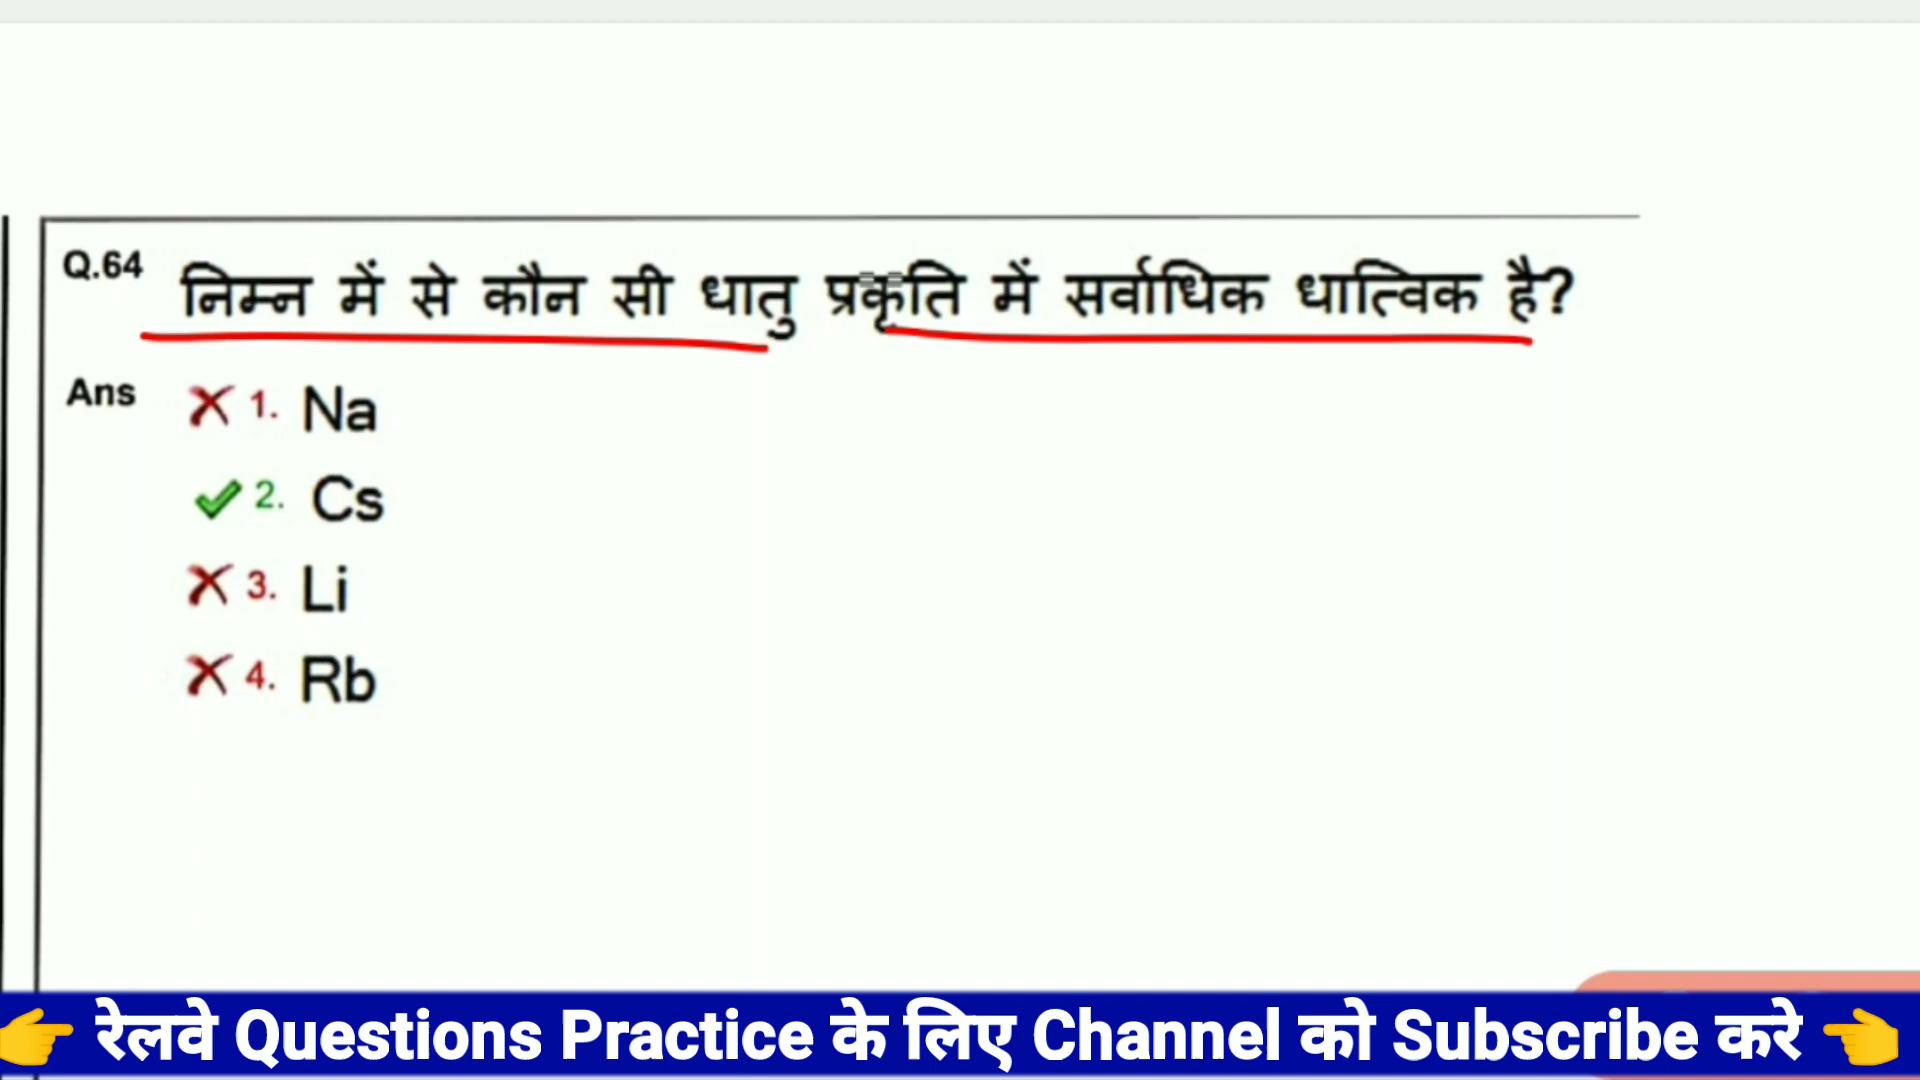 Q.64 निम्न में से कौन सी धातु प्रकृति में सर्वाधिक धात्विक है?
Ans 1. Na
2. Cs
3. Li
4. Rb
👉 रेलवे Questions Practice के लिए Channel को Subscribe करे 👈